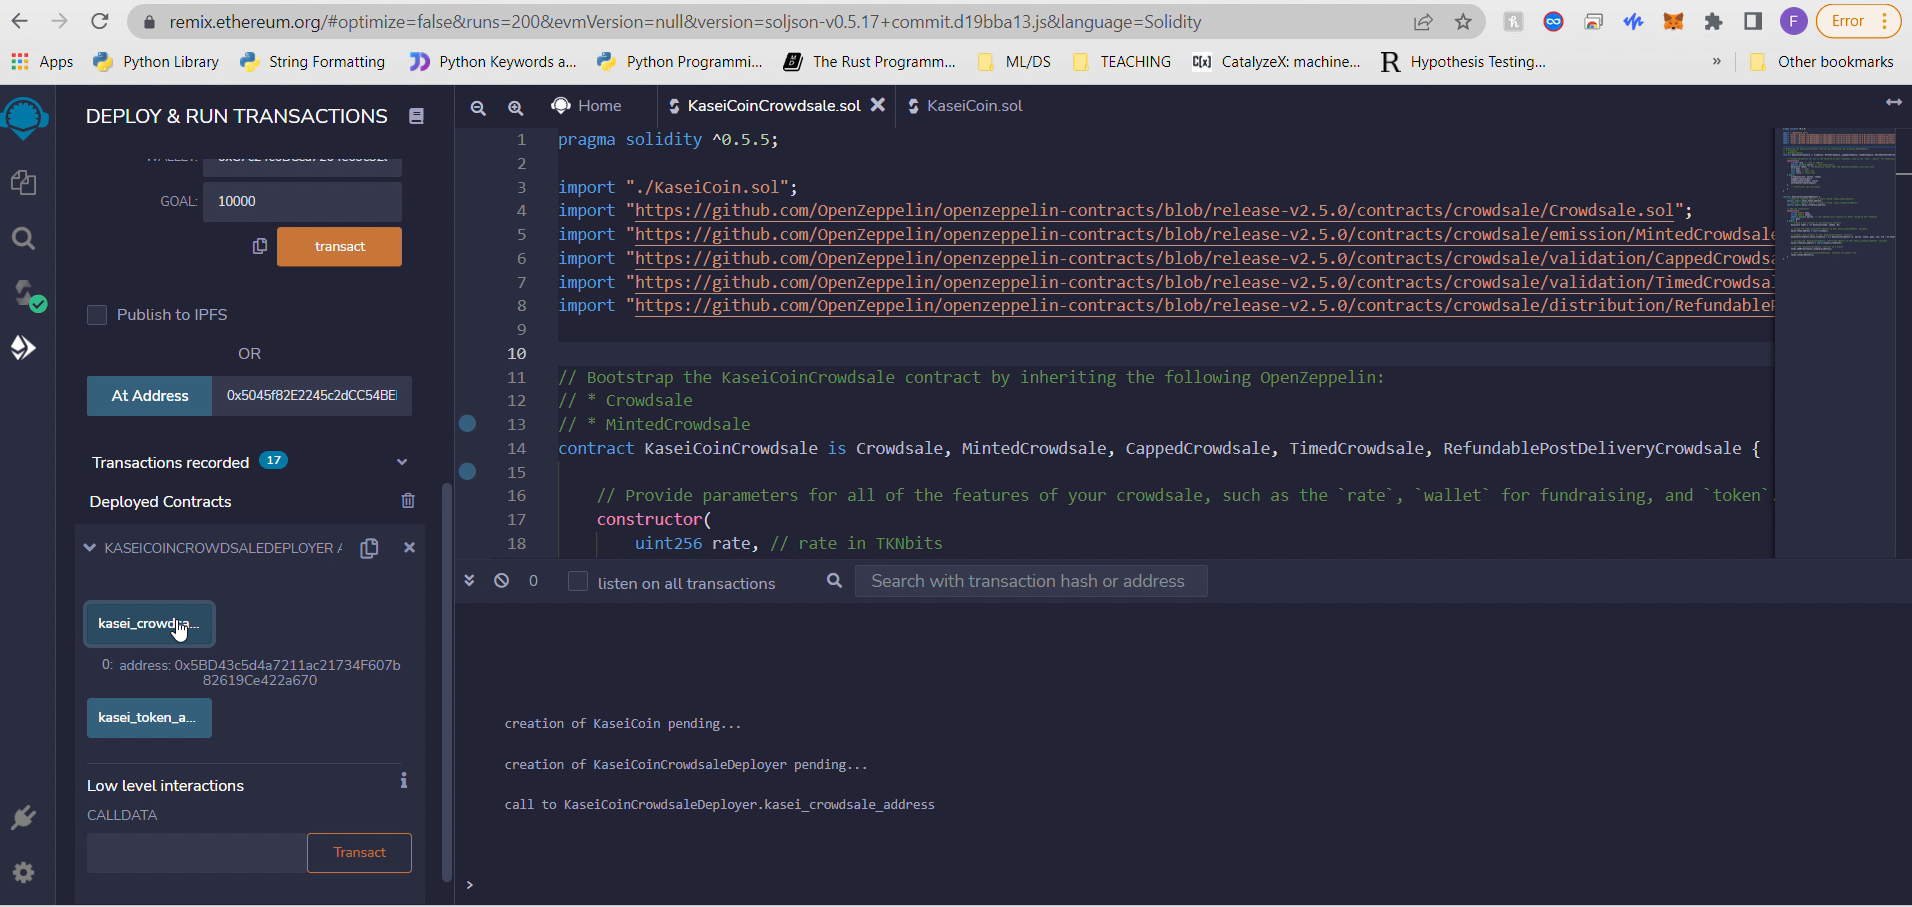 remix.ethereum.org/#optimize=false&runs=200&evmVersion=null&version=soljson-v0.5.17+commit.d19bba13.js&language=Solidity
F
Error
Apps
Python Library
String Formatting
Python Keywords a...
Python Programmi...
The Rust Programm...
ML/DS
TEACHING
C[x] CatalyzeX: machine...
R Hypothesis Testing...
»
Other bookmarks
DEPLOY & RUN TRANSACTIONS
GOAL:
10000
transact
Publish to IPFS
OR
At Address
0x5045f82E2245c2dCC54BE
Transactions recorded 17
Deployed Contracts
KASEICOINCROWDSALEDEPLOYER A
kasei_crowdsa...
0: address: 0x5BD43c5d4a7211ac21734F607b
82619Ce422a670
kasei_token_a...
Low level interactions
i
CALLDATA
Transact
Home
KaseiCoinCrowdsale.sol
KaseiCoin.sol
1 pragma solidity ^0.5.5;
2
3 import "./KaseiCoin.sol";
4 import "https://github.com/OpenZeppelin/openzeppelin-contracts/blob/release-v2.5.0/contracts/crowdsale/Crowdsale.sol";
5 import "https://github.com/OpenZeppelin/openzeppelin-contracts/blob/release-v2.5.0/contracts/crowdsale/emission/MintedCrowdsale
6 import "https://github.com/OpenZeppelin/openzeppelin-contracts/blob/release-v2.5.0/contracts/crowdsale/validation/CappedCrowdsa
7 import "https://github.com/OpenZeppelin/openzeppelin-contracts/blob/release-v2.5.0/contracts/crowdsale/validation/TimedCrowdsal
8 import "https://github.com/OpenZeppelin/openzeppelin-contracts/blob/release-v2.5.0/contracts/crowdsale/distribution/RefundableP
9
10
11 // Bootstrap the KaseiCoinCrowdsale contract by inheriting the following OpenZeppelin:
12 // * Crowdsale
13 // * MintedCrowdsale
14 contract KaseiCoinCrowdsale is Crowdsale, MintedCrowdsale, CappedCrowdsale, TimedCrowdsale, RefundablePostDeliveryCrowdsale {
15
16 // Provide parameters for all of the features of your crowdsale, such as the `rate`, `wallet` for fundraising, and `token`.
17 constructor(
18 uint256 rate, // rate in TKNbits
0
listen on all transactions
Search with transaction hash or address
creation of KaseiCoin pending...
creation of KaseiCoinCrowdsaleDeployer pending...
call to KaseiCoinCrowdsaleDeployer.kasei_crowdsale_address
>